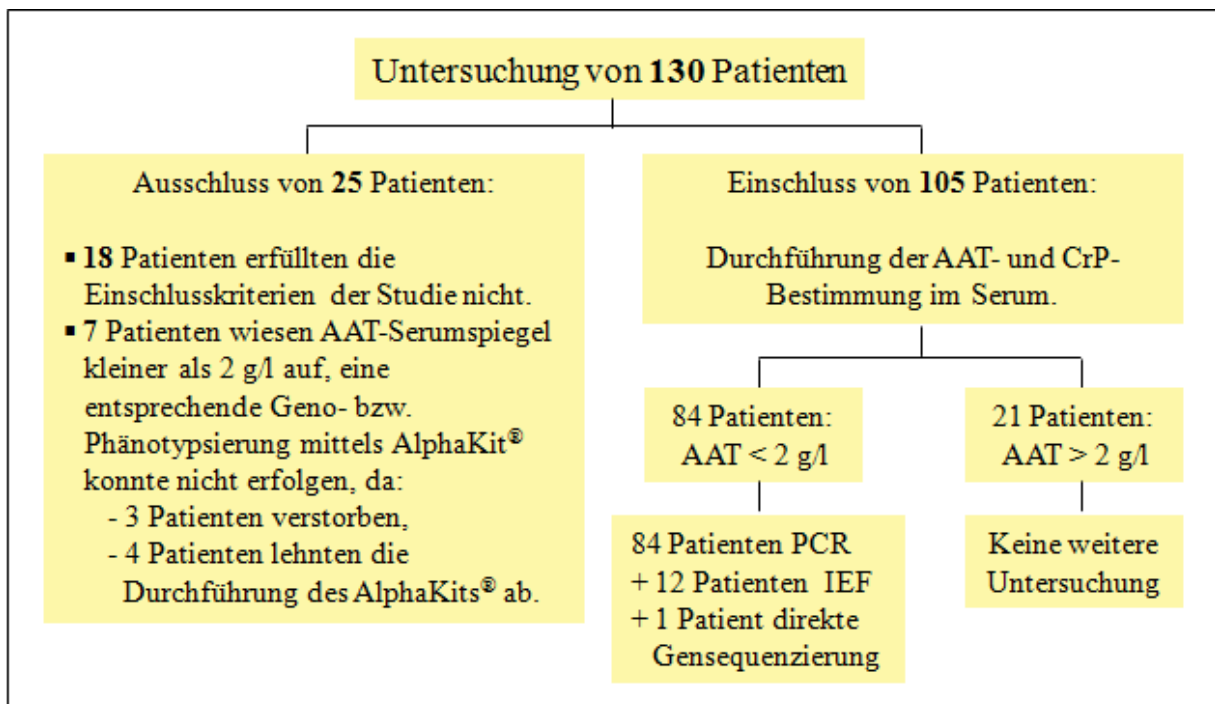 Untersuchung von 130 Patienten
Ausschluss von 25 Patienten:
▪ 18 Patienten erfüllten die
Einschlusskriterien der Studie nicht.
▪ 7 Patienten wiesen AAT-Serumspiegel
kleiner als 2 g/l auf, eine
entsprechende Geno- bzw.
Phänotypsierung mittels AlphaKit®
konnte nicht erfolgen, da:
- 3 Patienten verstorben,
- 4 Patienten lehnten die
Durchführung des AlphaKits® ab.
Einschluss von 105 Patienten:
Durchführung der AAT- und CrP-
Bestimmung im Serum.
84 Patienten:
AAT < 2 g/l
84 Patienten PCR
+ 12 Patienten IEF
+ 1 Patient direkte
Gensequenzierung
21 Patienten:
AAT > 2 g/l
Keine weitere
Untersuchung